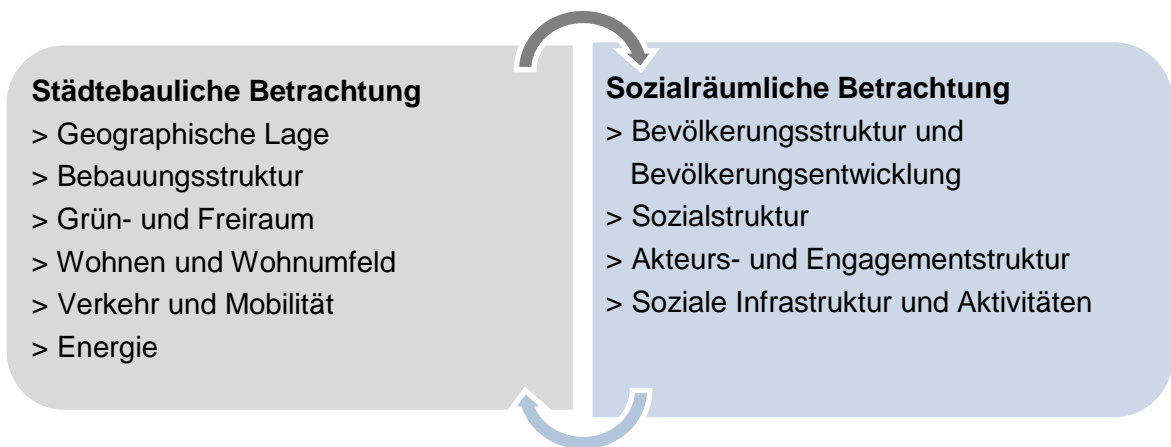 Städtebauliche Betrachtung
> Geographische Lage
> Bebauungsstruktur
> Grün- und Freiraum
> Wohnen und Wohnumfeld
> Verkehr und Mobilität
> Energie
Sozialräumliche Betrachtung
> Bevölkerungsstruktur und
Bevölkerungsentwicklung
> Sozialstruktur
> Akteurs- und Engagementstruktur
> Soziale Infrastruktur und Aktivitäten